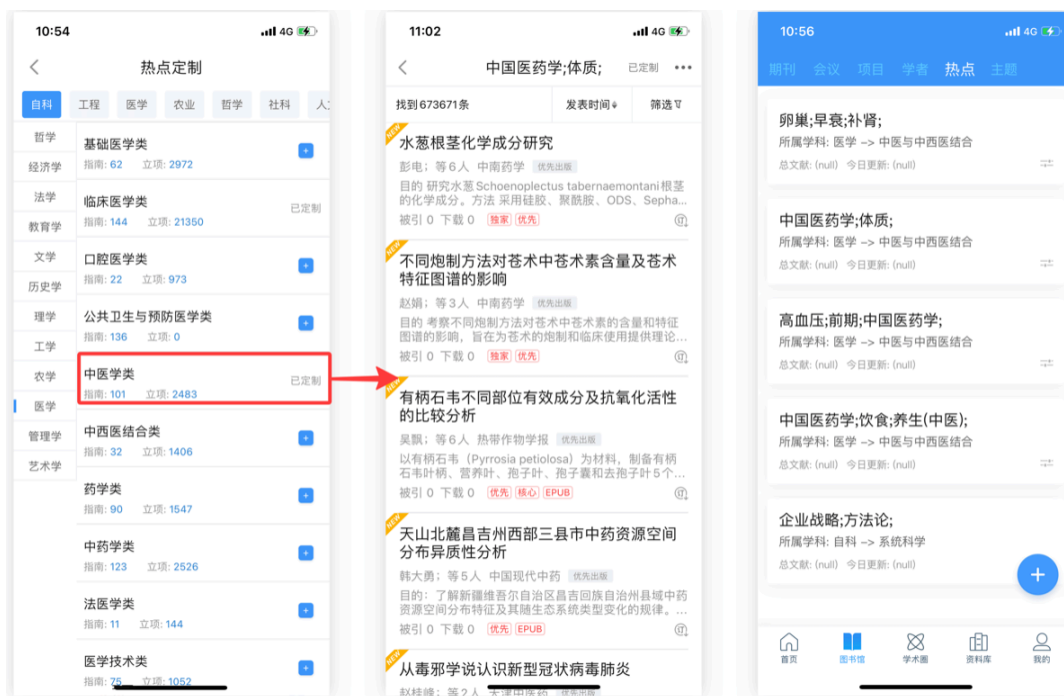 10:54
4G
热点定制
自科 工程 医学 农业 哲学 社科
哲学
经济学
法学
教育学
文学
历史学
理学
工学
农学
医学
管理学
艺术学
基础医学类
指南: 62 立项: 2972
临床医学类
指南: 144 立项: 21350
已定制
口腔医学类
指南: 22 立项: 973
公共卫生与预防医学类
指南: 136 立项: 0
中医学类
指南: 101 立项: 2483
已定制
中西医结合类
指南: 32 立项: 1406
药学类
指南: 90 立项: 1547
中药学类
指南: 123 立项: 2526
法医学类
指南: 11 立项: 144
医学技术类
指南: 75 立项: 1052
11:02
4G
中国医药学;体质; 已定制
找到673671条 发表时间 筛选
NEW
水葱根茎化学成分研究
彭电; 等6人 中南药学 优先出版
目的 研究水葱Schoenoplectus tabernaemontani根茎
的化学成分。方法 采用硅胶、聚酰胺、ODS、Sepha...
被引 0 下载 0 独家 优先
NEW
不同炮制方法对苍术中苍术素含量及苍术
特征图谱的影响
赵娟; 等3人 中南药学 优先出版
目的 考察不同炮制方法对苍术中苍术素的含量和特征
图谱的影响，旨在为苍术的炮制和临床使用提供理论...
被引 0 下载 0 独家 优先
NEW
有柄石韦不同部位有效成分及抗氧化活性
的比较分析
吴飘; 等6人 热带作物学报 优先出版
以有柄石韦（Pyrrosia petiolosa）为材料，制备有柄
石韦叶柄、营养叶、孢子叶、孢子囊和去孢子叶5个...
被引 0 下载 0 优先 核心 EPUB
NEW
天山北麓昌吉州西部三县市中药资源空间
分布异质性分析
韩大勇; 等5人 中国现代中药 优先出版
目的：了解新疆维吾尔自治区昌吉回族自治州县域中药
资源空间分布特征及其随生态系统类型变化的规律。...
被引 0 下载 0 优先 EPUB
NEW
从毒邪学说认识新型冠状病毒肺炎
赵桂峰; 等2人 天津中医药 优先出版
10:56
4G
期刊 会议 项目 学者 热点 主题
卵巢;早衰;补肾;
所属学科: 医学 -> 中医与中西医结合
总文献: (null) 今日更新: (null)
中国医药学;体质;
所属学科: 医学 -> 中医与中西医结合
总文献: (null) 今日更新: (null)
高血压;前期;中国医药学;
所属学科: 医学 -> 中医与中西医结合
总文献: (null) 今日更新: (null)
中国医药学;饮食;养生(中医);
所属学科: 医学 -> 中医与中西医结合
总文献: (null) 今日更新: (null)
企业战略;方法论;
所属学科: 自科 -> 系统科学
总文献: (null) 今日更新: (null)
首页 图书馆 学术圈 资料库 我的